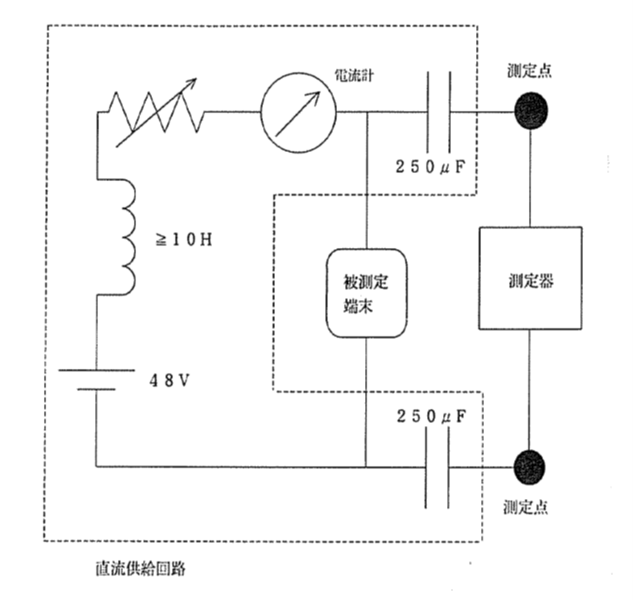 電流計
測定点
250μF
≧10H
被測定
端末
測定器
48V
250μF
測定点
直流供給回路